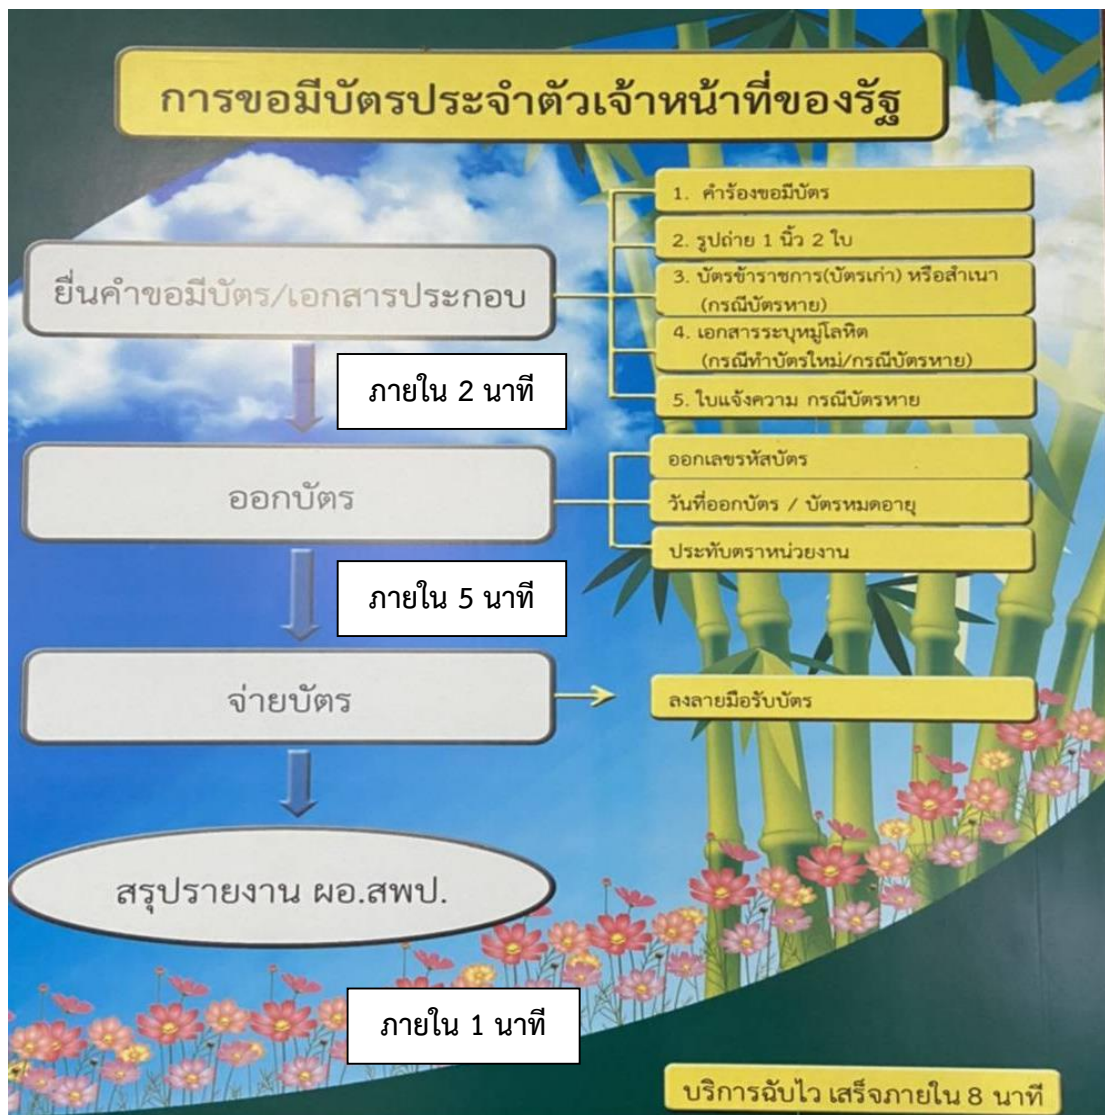 การขอมีบัตรประจำตัวเจ้าหน้าที่ของรัฐ
ยื่นคำขอมีบัตร/เอกสารประกอบ
1. คำร้องขอมีบัตร
2. รูปถ่าย 1 นิ้ว 2 ใบ
3. บัตรข้าราชการ(บัตรเก่า) หรือสำเนา
(กรณีบัตรหาย)
4. เอกสารระบุหมู่โลหิต
(กรณีทำบัตรใหม่/กรณีบัตรหาย)
5. ใบแจ้งความ กรณีบัตรหาย
ภายใน 2 นาที
ออกบัตร
ออกเลขรหัสบัตร
วันที่ออกบัตร / บัตรหมดอายุ
ประทับตราหน่วยงาน
ภายใน 5 นาที
จ่ายบัตร
ลงลายมือรับบัตร
สรุปรายงาน ผอ.สพป.
ภายใน 1 นาที
บริการฉับไว เสร็จภายใน 8 นาที